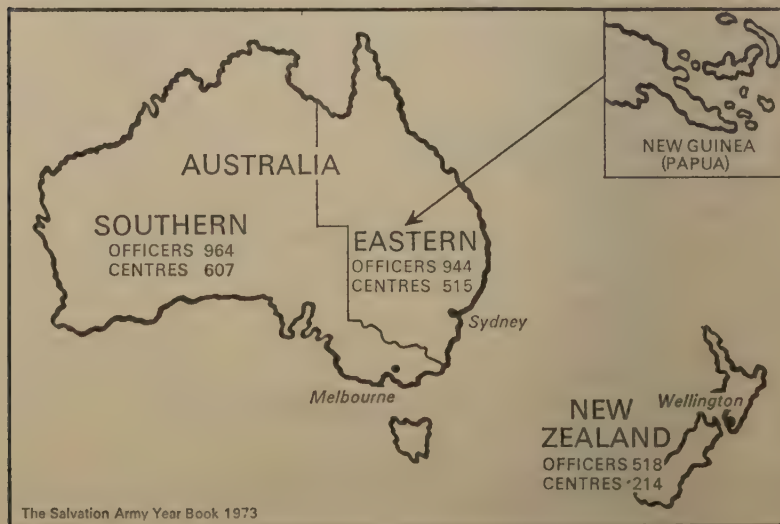 NEW GUINEA
(PAPUA)
AUSTRALIA
SOUTHERN
OFFICERS 964
CENTRES 607
EASTERN
OFFICERS 944
CENTRES 515
Sydney
Melbourne
NEW
ZEALAND
Wellington
OFFICERS 518
CENTRES 214
The Salvation Army Year Book 1973